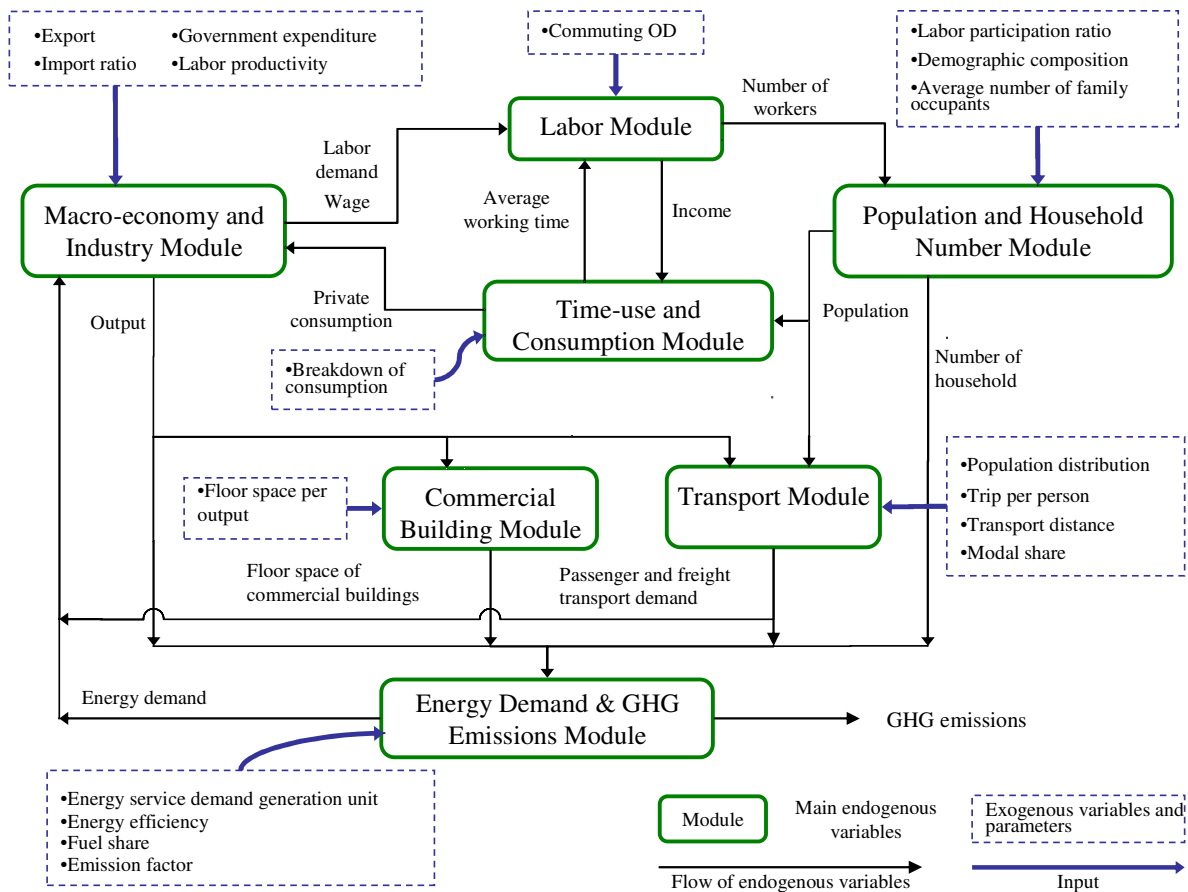 •Export
•Government expenditure
•Import ratio
•Labor productivity
•Commuting OD
•Labor participation ratio
•Demographic composition
•Average number of family
occupants
Number of
workers
Labor Module
Labor
demand
Wage
Average
working time
Income
Macro-economy and
Industry Module
Population and Household
Number Module
Private
consumption
Output
Time-use and
Consumption Module
Population
Number of
household
•Breakdown of
consumption
•Floor space per
output
Commercial
Building Module
Transport Module
•Population distribution
•Trip per person
•Transport distance
•Modal share
Floor space of
commercial buildings
Passenger and freight
transport demand
Energy demand
Energy Demand & GHG
Emissions Module
GHG emissions
•Energy service demand generation unit
•Energy efficiency
•Fuel share
•Emission factor
Module
Main endogenous
variables
Exogenous variables and
parameters
Flow of endogenous variables
Input